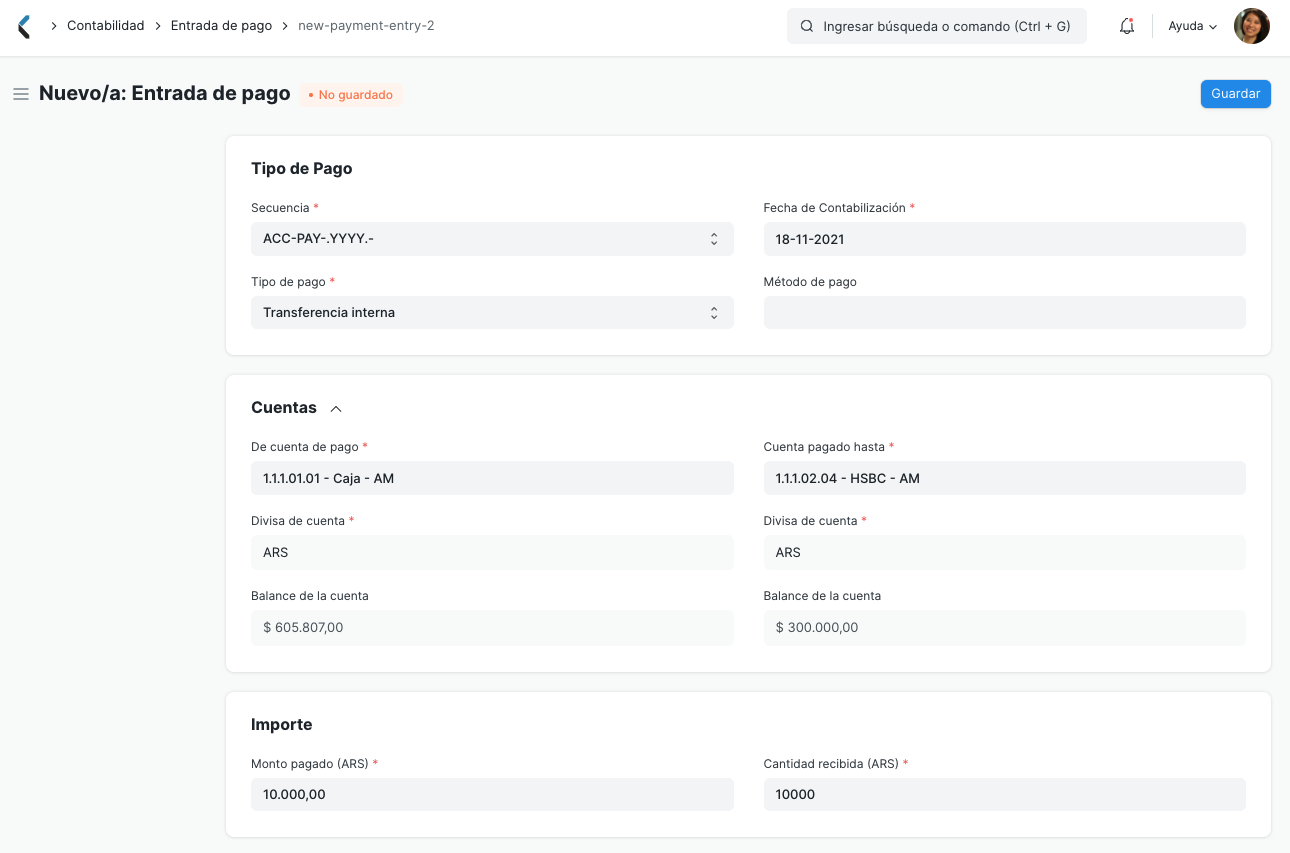 Contabilidad Entrada de pago new-payment-entry-2 Ingresar búsqueda o comando (Ctrl + G) Ayuda
Nuevo/a: Entrada de pago • No guardado Guardar
Tipo de Pago
Secuencia * Fecha de Contabilización *
ACC-PAY-.YYYY.- 18-11-2021
Tipo de pago * Método de pago
Transferencia interna
Cuentas
De cuenta de pago * Cuenta pagado hasta *
1.1.1.01.01 - Caja - AM 1.1.1.02.04 - HSBC - AM
Divisa de cuenta * Divisa de cuenta *
ARS ARS
Balance de la cuenta Balance de la cuenta
$ 605.807,00 $ 300.000,00
Importe
Monto pagado (ARS) * Cantidad recibida (ARS) *
10.000,00 10000